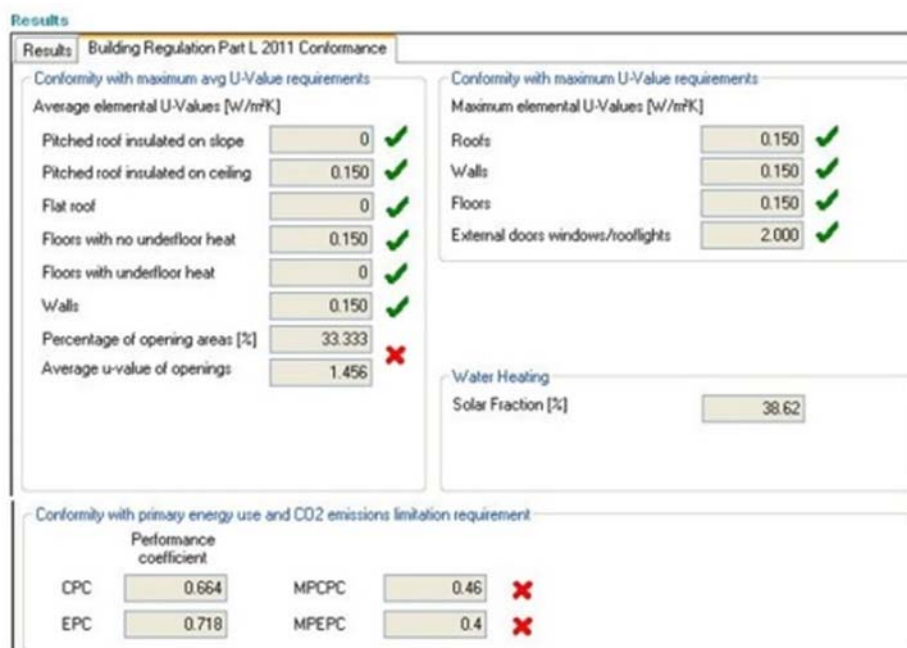 Results
Results Building Regulation Part L 2011 Conformance
Conformity with maximum avg U-Value requirements
Average elemental U-Values [W/m²K]
Pitched roof insulated on slope 0
Pitched roof insulated on ceiling 0.150
Flat roof 0
Floors with no underfloor heat 0.150
Floors with underfloor heat 0
Walls 0.150
Percentage of opening areas [%] 33.333
Average u-value of openings 1.456
Conformity with maximum U-Value requirements
Maximum elemental U-Values [W/m²K]
Roofs 0.150
Walls 0.150
Floors 0.150
External doors windows/rooflights 2.000
Water Heating
Solar Fraction [%] 38.62
Conformity with primary energy use and CO2 emissions limitation requirement
Performance
coefficient
CPC 0.664 MPCPC 0.46
EPC 0.718 MPEPC 0.4